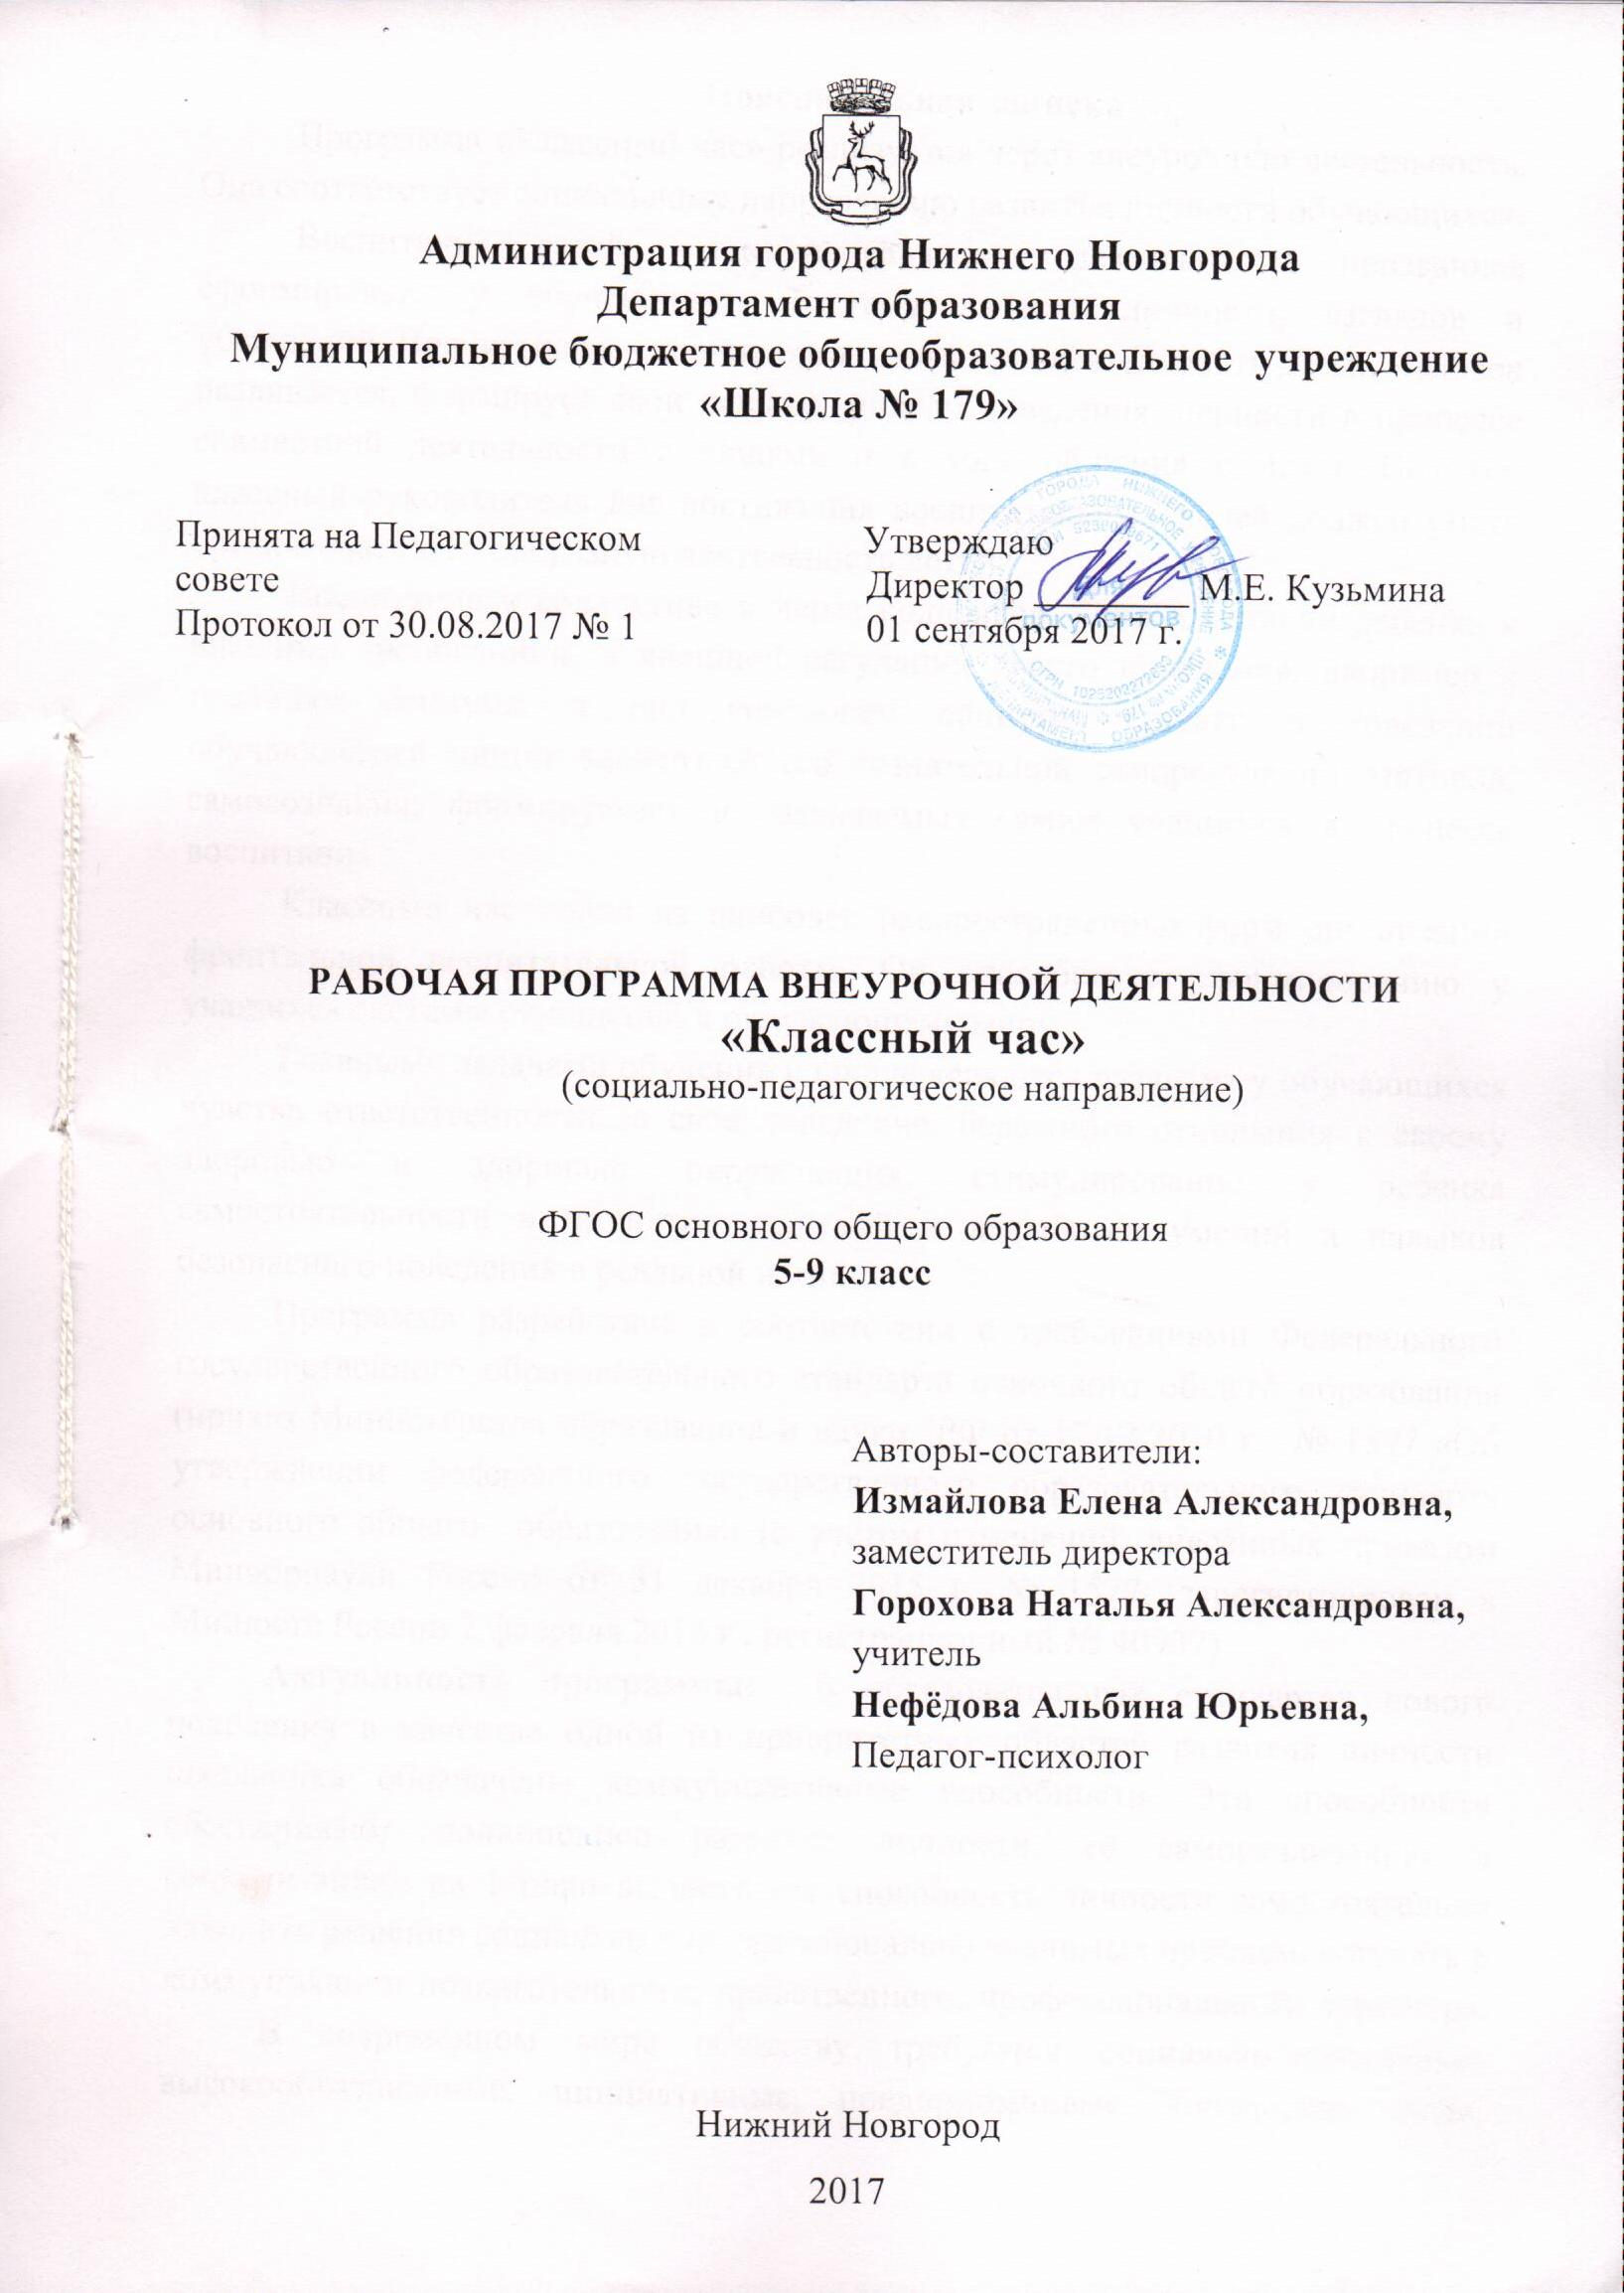 Администрация города Нижнего Новгорода
Департамент образования
Муниципальное бюджетное общеобразовательное учреждение
«Школа № 179»
Принята на Педагогическом
совете
Протокол от 30.08.2017 № 1
Утверждаю
Директор ________ М.Е. Кузьмина
01 сентября 2017 г.
для
документов
РАБОЧАЯ ПРОГРАММА ВНЕУРОЧНОЙ ДЕЯТЕЛЬНОСТИ
«Классный час»
(социально-педагогическое направление)
ФГОС основного общего образования
5-9 класс
Авторы-составители:
Измайлова Елена Александровна,
заместитель директора
Горохова Наталья Александровна,
учитель
Нефёдова Альбина Юрьевна,
Педагог-психолог
Нижний Новгород
2017